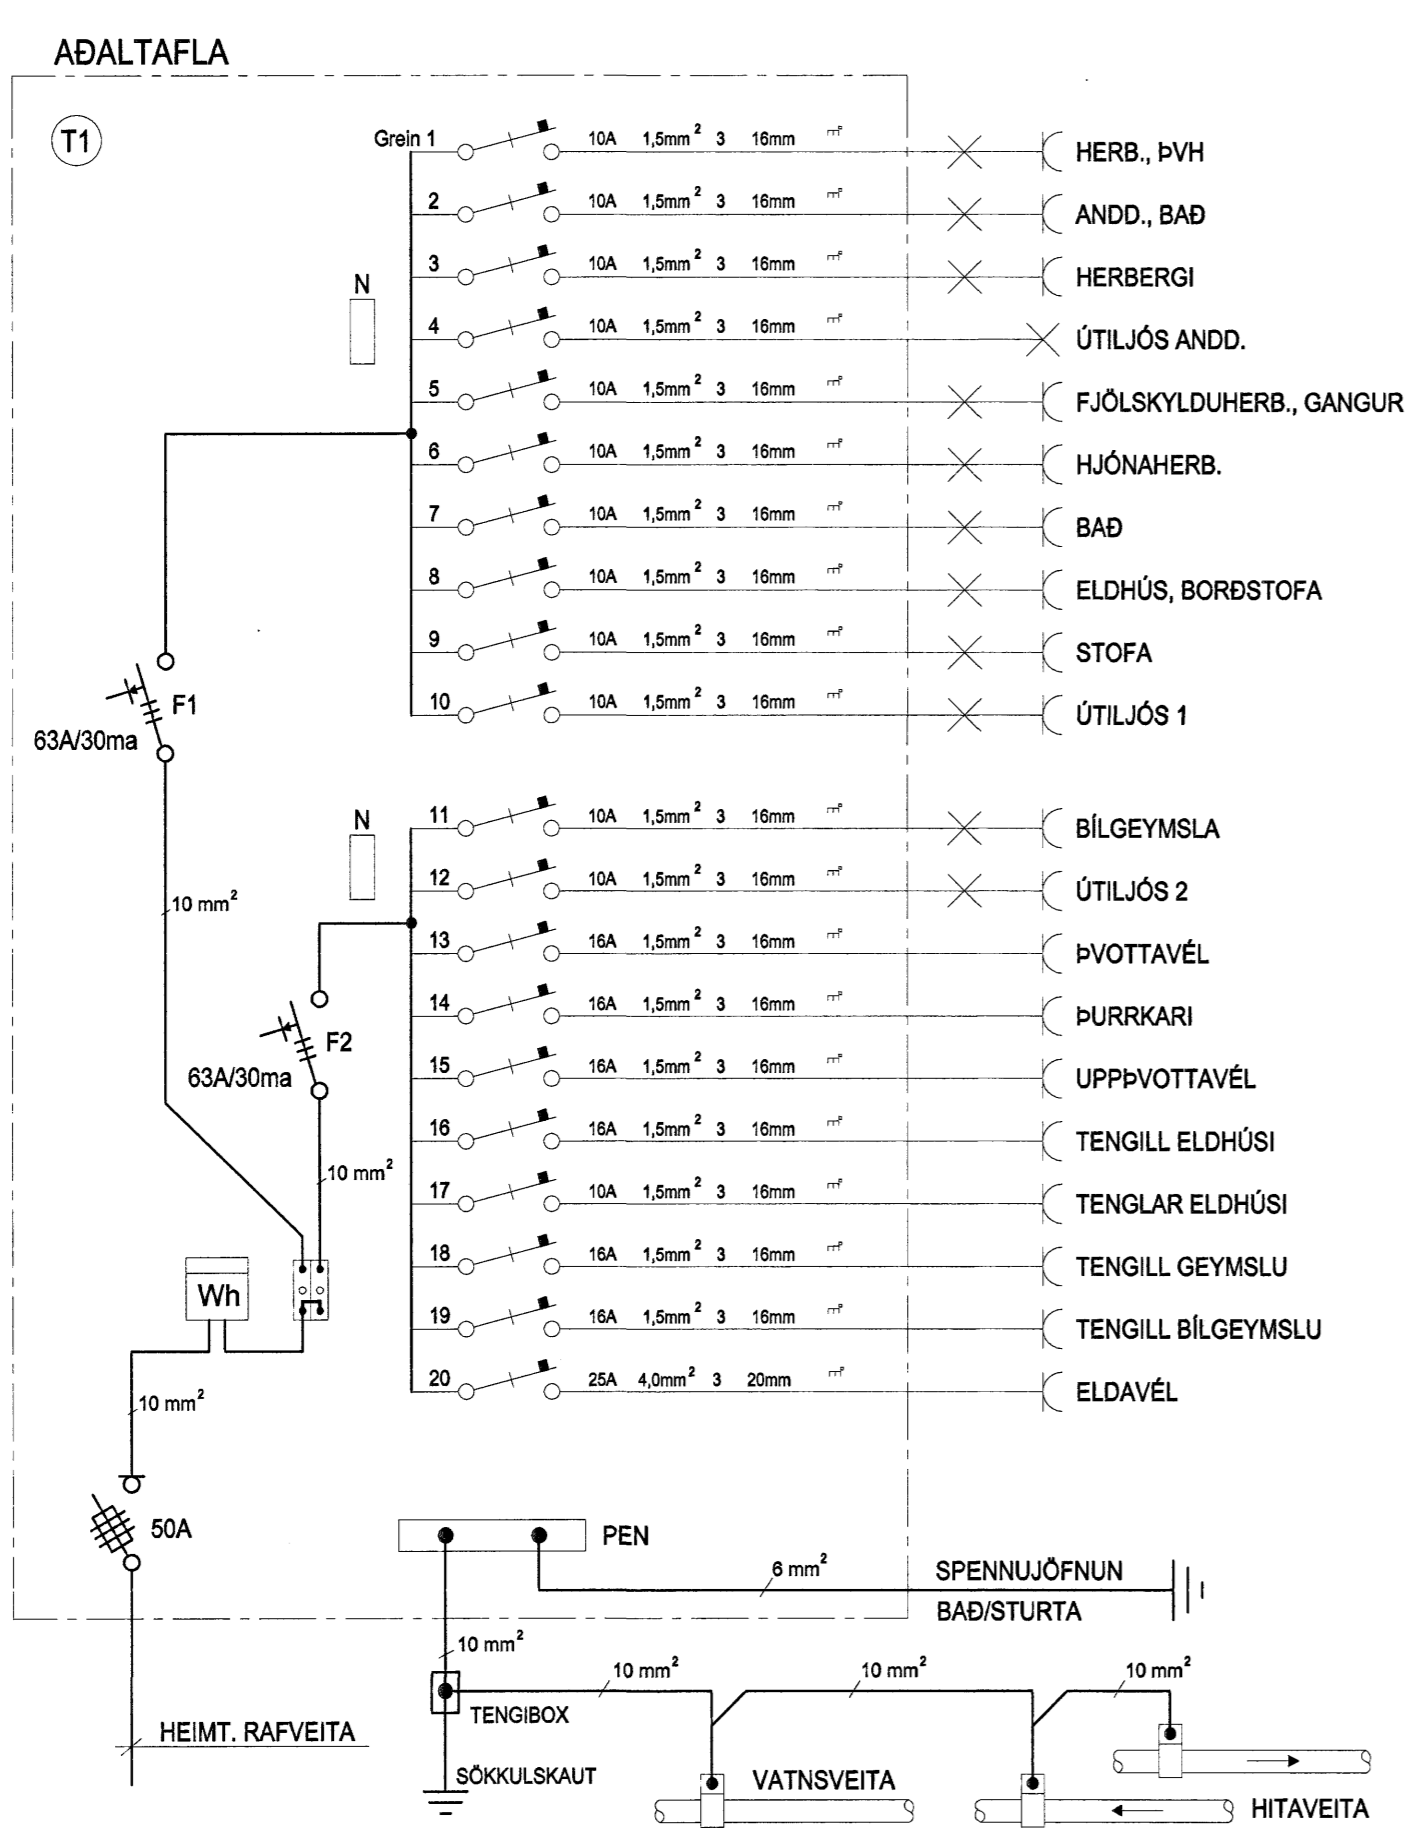 AÐALTAFLA
T1
Grein 1 10A 1,5mm² 3 16mm HERB., ÞVH
2 10A 1,5mm² 3 16mm ANDD., BAÐ
3 10A 1,5mm² 3 16mm HERBERGI
N
4 10A 1,5mm² 3 16mm ÚTILJÓS ANDD.
5 10A 1,5mm² 3 16mm FJÖLSKYLDUHERB., GANGUR
6 10A 1,5mm² 3 16mm HJÓNAHERB.
7 10A 1,5mm² 3 16mm BAÐ
8 10A 1,5mm² 3 16mm ELDHÚS, BORÐSTOFA
9 10A 1,5mm² 3 16mm STOFA
10 10A 1,5mm² 3 16mm ÚTILJÓS 1
F1
63A/30ma
N
11 10A 1,5mm² 3 16mm BÍLGEYMSLA
12 10A 1,5mm² 3 16mm ÚTILJÓS 2
10 mm²
13 16A 1,5mm² 3 16mm ÞVOTTAVÉL
14 16A 1,5mm² 3 16mm ÞURRKARI
F2
63A/30ma
15 16A 1,5mm² 3 16mm UPPÞVOTTAVÉL
16 16A 1,5mm² 3 16mm TENGILL ELDHÚSI
10 mm²
17 10A 1,5mm² 3 16mm TENGLAR ELDHÚSI
18 16A 1,5mm² 3 16mm TENGILL GEYMSLU
Wh
19 16A 1,5mm² 3 16mm TENGILL BÍLGEYMSLU
20 25A 4,0mm² 3 20mm ELDAVÉL
10 mm²
50A
PEN
6 mm²
SPENNUJÖFNUN
BAÐ/STURTA
10 mm²
10 mm² 10 mm² 10 mm²
TENGIBOX
HEIMT. RAFVEITA
SÖKKULSKAUT
VATNSVEITA
HITAVEITA